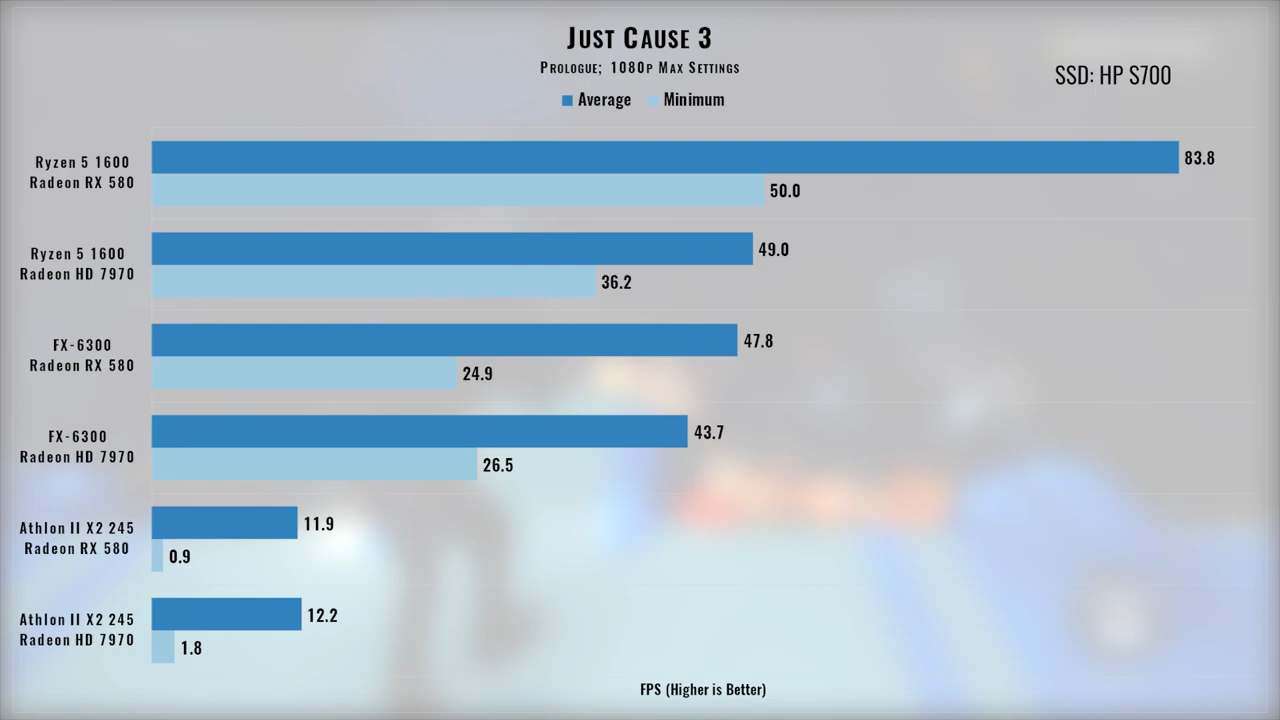 Just Cause 3
Prologue; 1080p Max Settings
SSD: HP S700
Average Minimum
Ryzen 5 1600
Radeon RX 580
83.8
50.0
Ryzen 5 1600
Radeon HD 7970
49.0
36.2
FX-6300
Radeon RX 580
47.8
24.9
FX-6300
Radeon HD 7970
43.7
26.5
Athlon II X2 245
Radeon RX 580
11.9
0.9
Athlon II X2 245
Radeon HD 7970
12.2
1.8
FPS (Higher is Better)